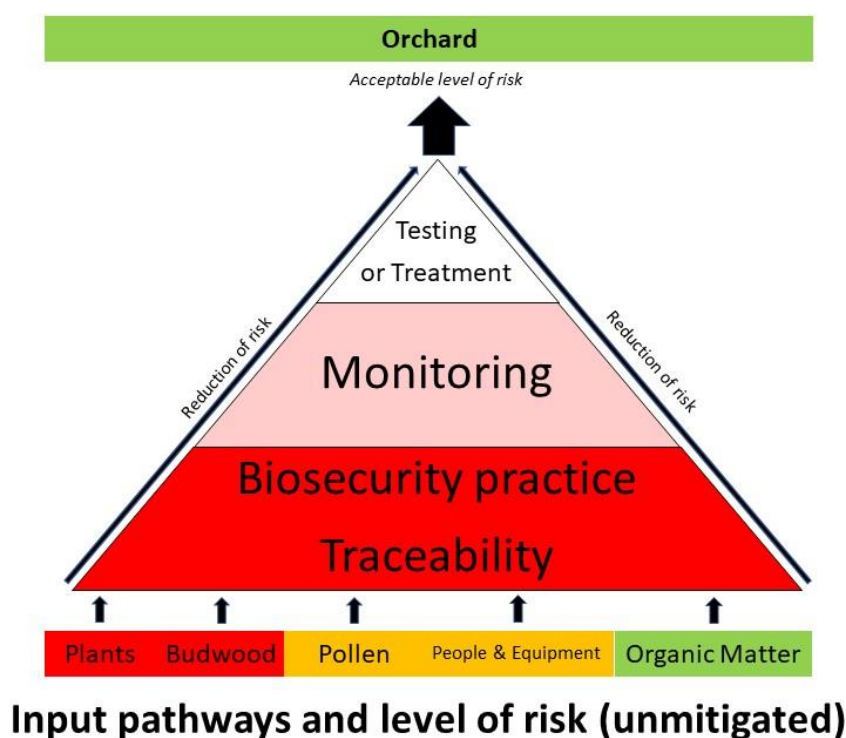 Orchard
Acceptable level of risk
Testing
or Treatment
Reduction of risk
Reduction of risk
Monitoring
Biosecurity practice
Traceability
Plants
Budwood
Pollen
People & Equipment
Organic Matter
Input pathways and level of risk (unmitigated)